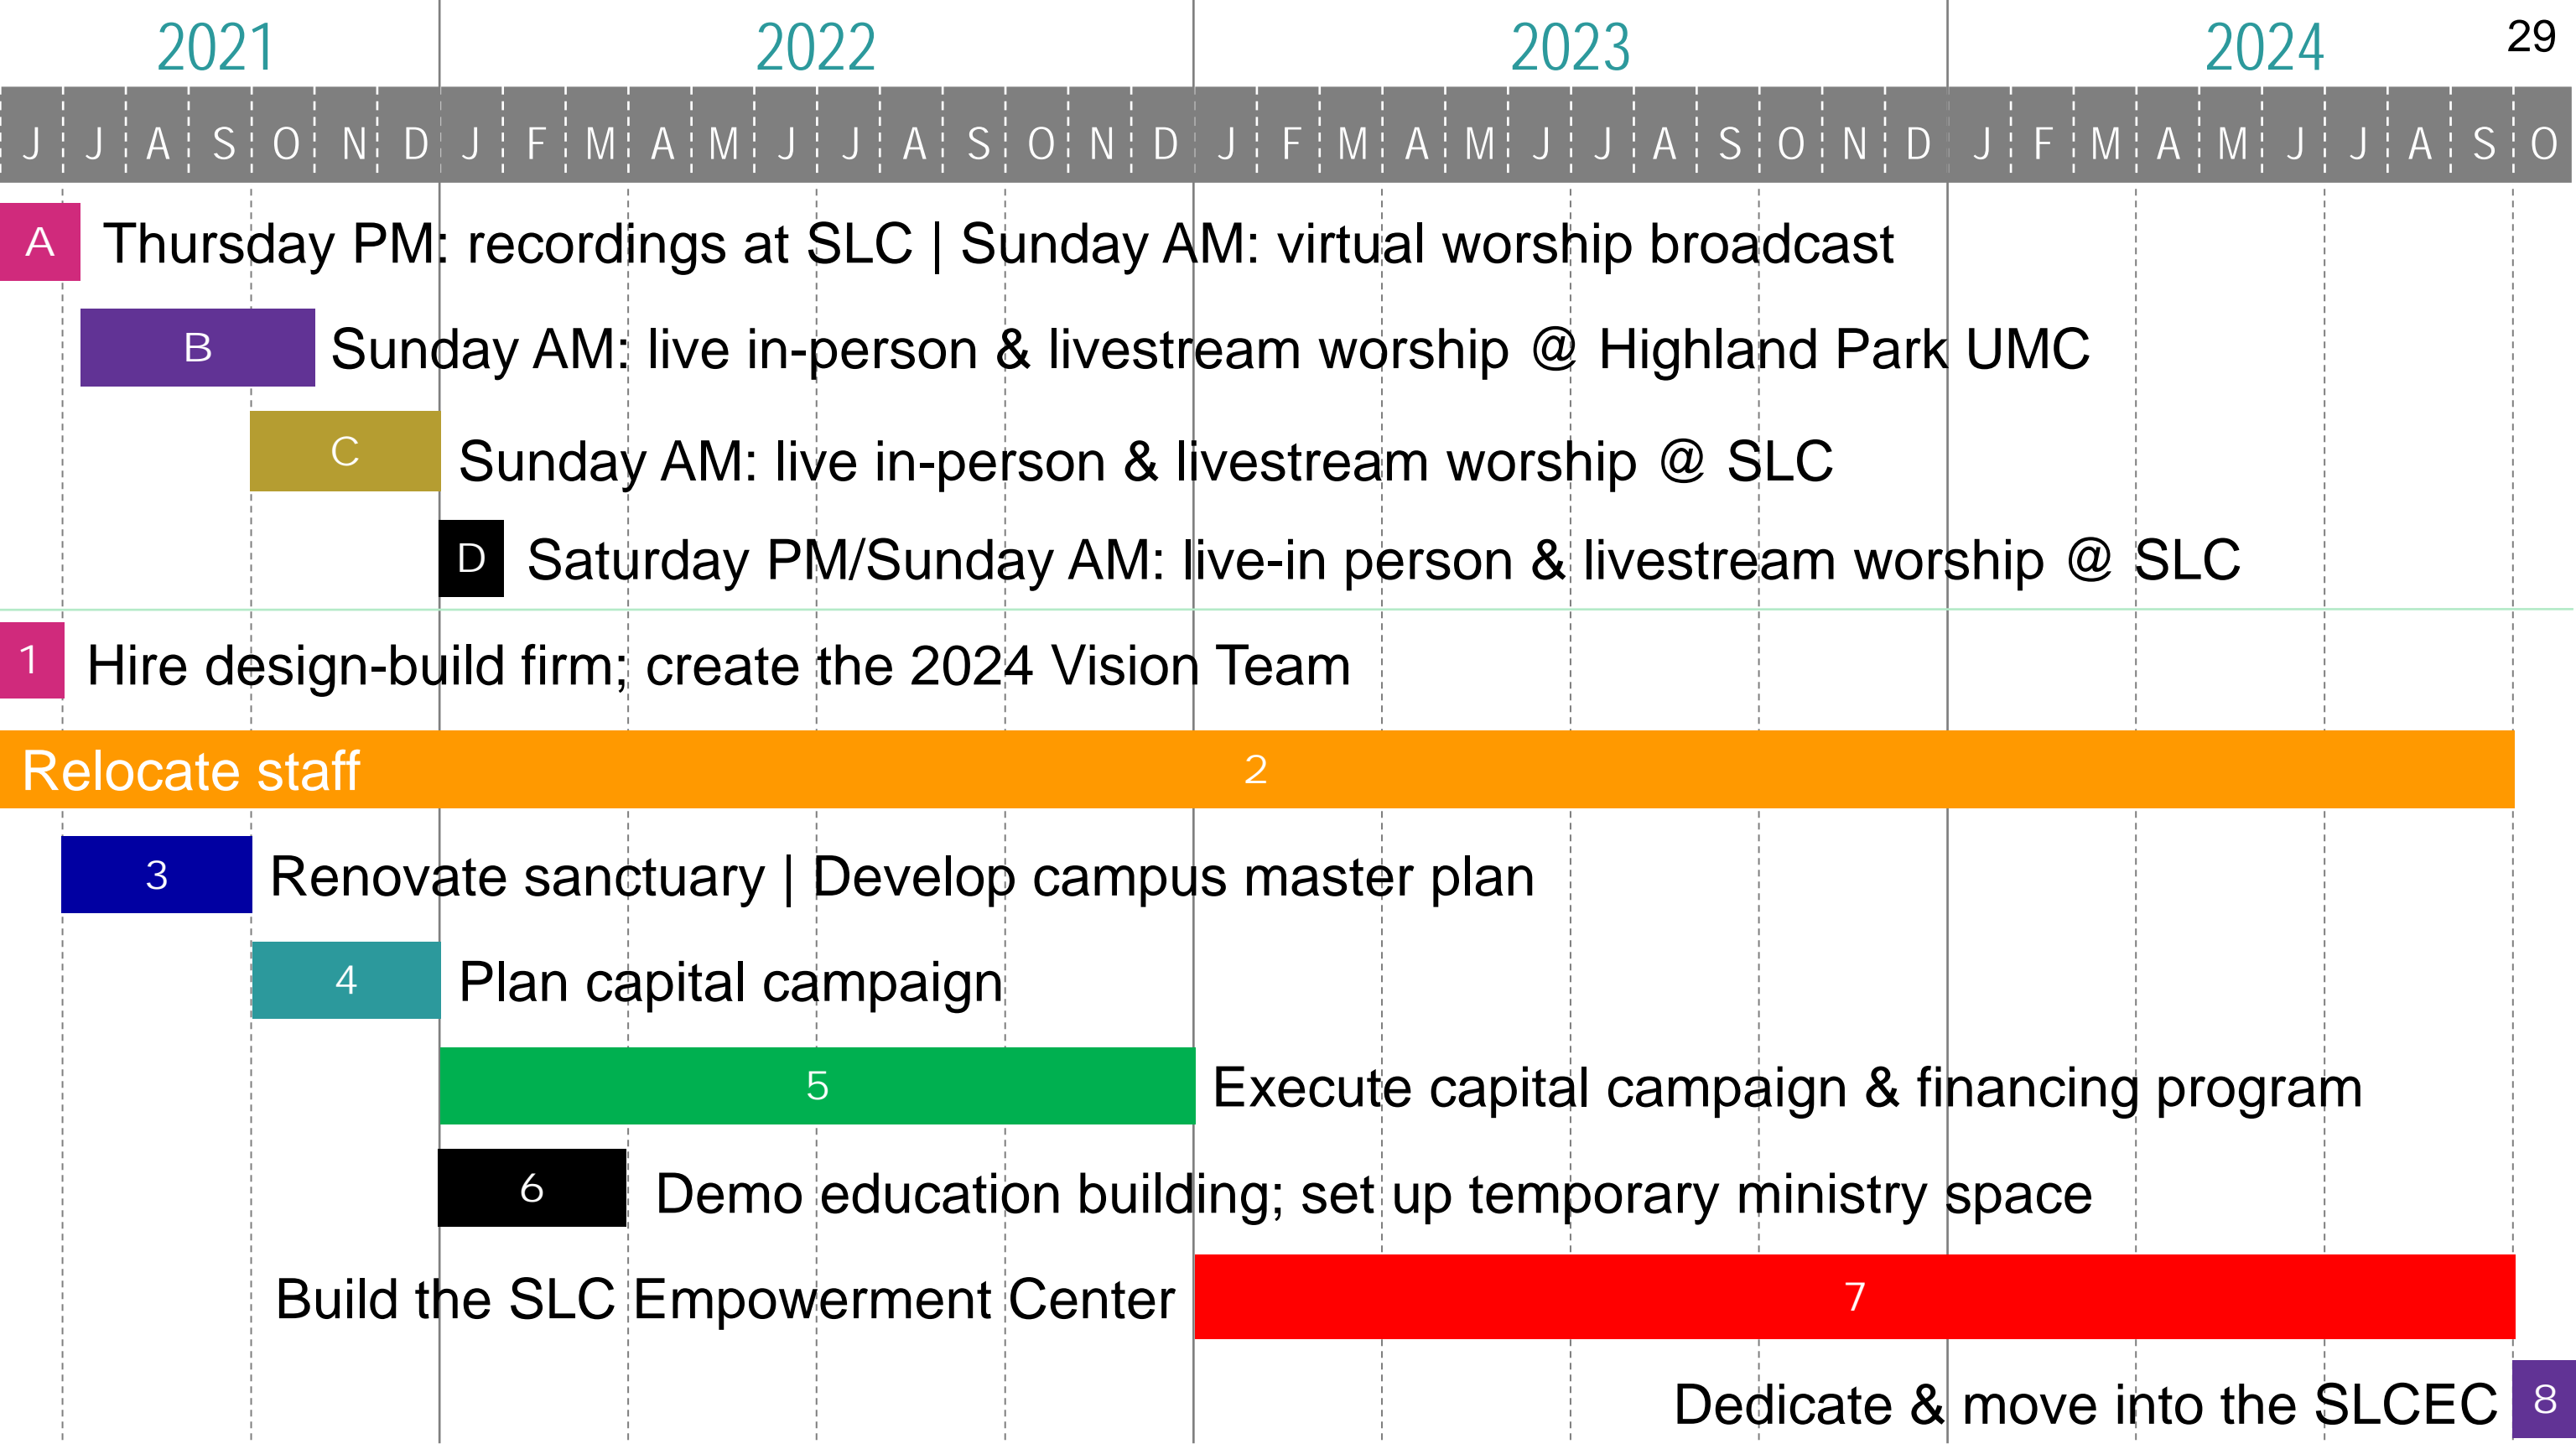 2021 2022 2023 2024 29
J J A S O N D J F M A M J J A S O N D J F M A M J J A S O N D J F M A M J J A S O
A Thursday PM: recordings at SLC | Sunday AM: virtual worship broadcast
B Sunday AM: live in-person & livestream worship @ Highland Park UMC
C Sunday AM: live in-person & livestream worship @ SLC
D Saturday PM/Sunday AM: live-in person & livestream worship @ SLC
1 Hire design-build firm; create the 2024 Vision Team
Relocate staff 2
3 Renovate sanctuary | Develop campus master plan
4 Plan capital campaign
5 Execute capital campaign & financing program
6 Demo education building; set up temporary ministry space
Build the SLC Empowerment Center 7
Dedicate & move into the SLCEC 8